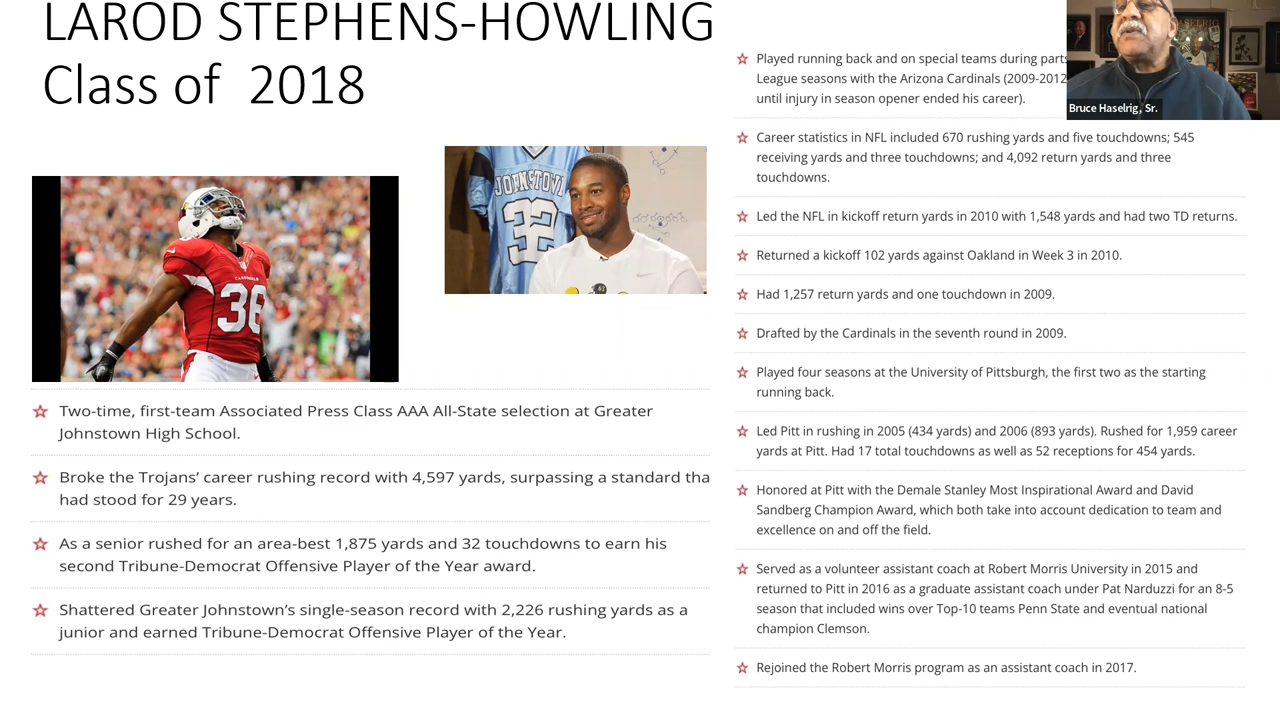 LAROD STEPHENS-HOWLING
Class of 2018
JOHNSTOWN
32
36
Two-time, first-team Associated Press Class AAA All-State selection at Greater
Johnstown High School.
Broke the Trojans’ career rushing record with 4,597 yards, surpassing a standard tha
had stood for 29 years.
As a senior rushed for an area-best 1,875 yards and 32 touchdowns to earn his
second Tribune-Democrat Offensive Player of the Year award.
Shattered Greater Johnstown’s single-season record with 2,226 rushing yards as a
junior and earned Tribune-Democrat Offensive Player of the Year.
Played running back and on special teams during parts
League seasons with the Arizona Cardinals (2009-2012
until injury in season opener ended his career).
Career statistics in NFL included 670 rushing yards and five touchdowns; 545
receiving yards and three touchdowns; and 4,092 return yards and three
touchdowns.
Led the NFL in kickoff return yards in 2010 with 1,548 yards and had two TD returns.
Returned a kickoff 102 yards against Oakland in Week 3 in 2010.
Had 1,257 return yards and one touchdown in 2009.
Drafted by the Cardinals in the seventh round in 2009.
Played four seasons at the University of Pittsburgh, the first two as the starting
running back.
Led Pitt in rushing in 2005 (434 yards) and 2006 (893 yards). Rushed for 1,959 career
yards at Pitt. Had 17 total touchdowns as well as 52 receptions for 454 yards.
Honored at Pitt with the Demale Stanley Most Inspirational Award and David
Sandberg Champion Award, which both take into account dedication to team and
excellence on and off the field.
Served as a volunteer assistant coach at Robert Morris University in 2015 and
returned to Pitt in 2016 as a graduate assistant coach under Pat Narduzzi for an 8-5
season that included wins over Top-10 teams Penn State and eventual national
champion Clemson.
Rejoined the Robert Morris program as an assistant coach in 2017.
Bruce Haselrig, Sr.